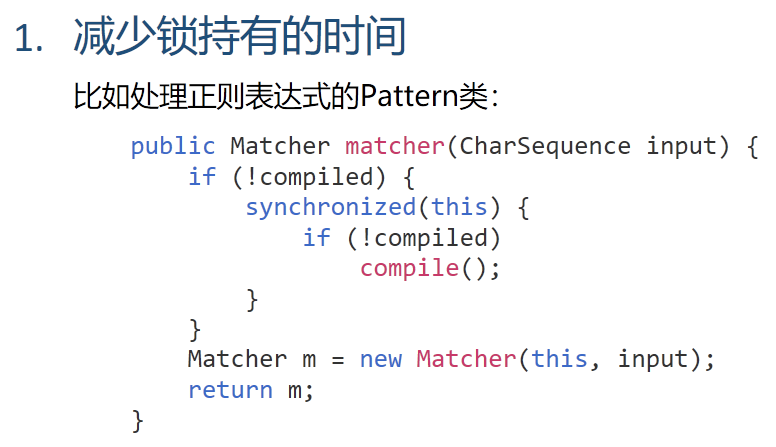 1. 减少锁持有的时间
比如处理正则表达式的Pattern类：
public Matcher matcher(CharSequence input) {
    if (!compiled) {
        synchronized(this) {
            if (!compiled)
                compile();
        }
    }
    Matcher m = new Matcher(this, input);
    return m;
}